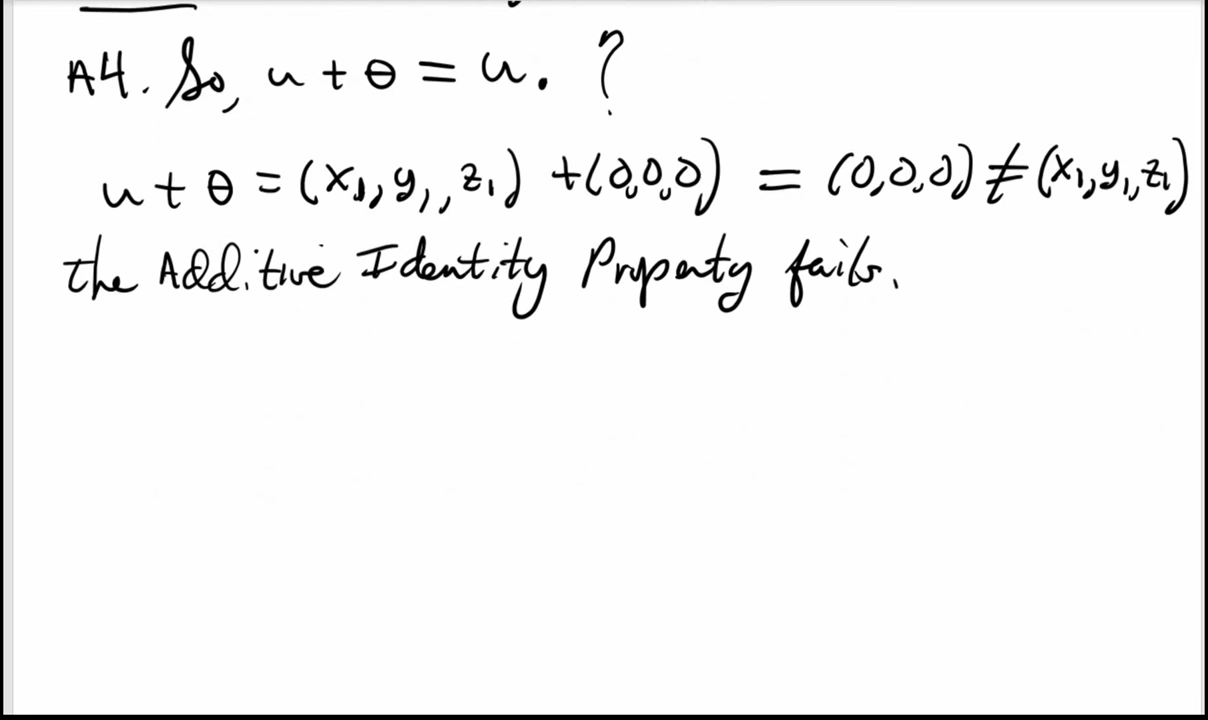 A4. So, u + θ = u. ?
u + θ = (x₁, y₁, z₁) + (0,0,0) = (0,0,0) ≠ (x₁, y₁, z₁)
the Additive Identity Property fails.